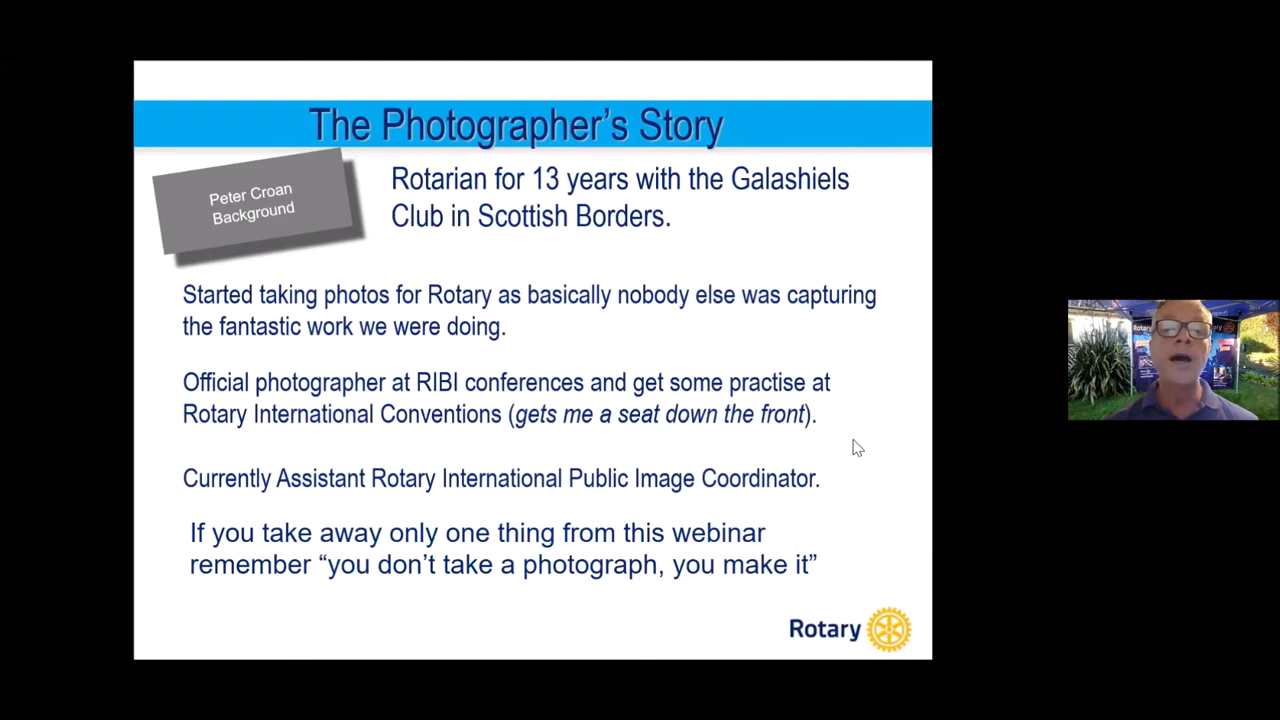 The Photographer's Story
Peter Croan
Background
Rotarian for 13 years with the Galashiels
Club in Scottish Borders.
Started taking photos for Rotary as basically nobody else was capturing
the fantastic work we were doing.
Official photographer at RIBI conferences and get some practise at
Rotary International Conventions (gets me a seat down the front).
Currently Assistant Rotary International Public Image Coordinator.
If you take away only one thing from this webinar
remember “you don’t take a photograph, you make it”
Rotary
Rotary